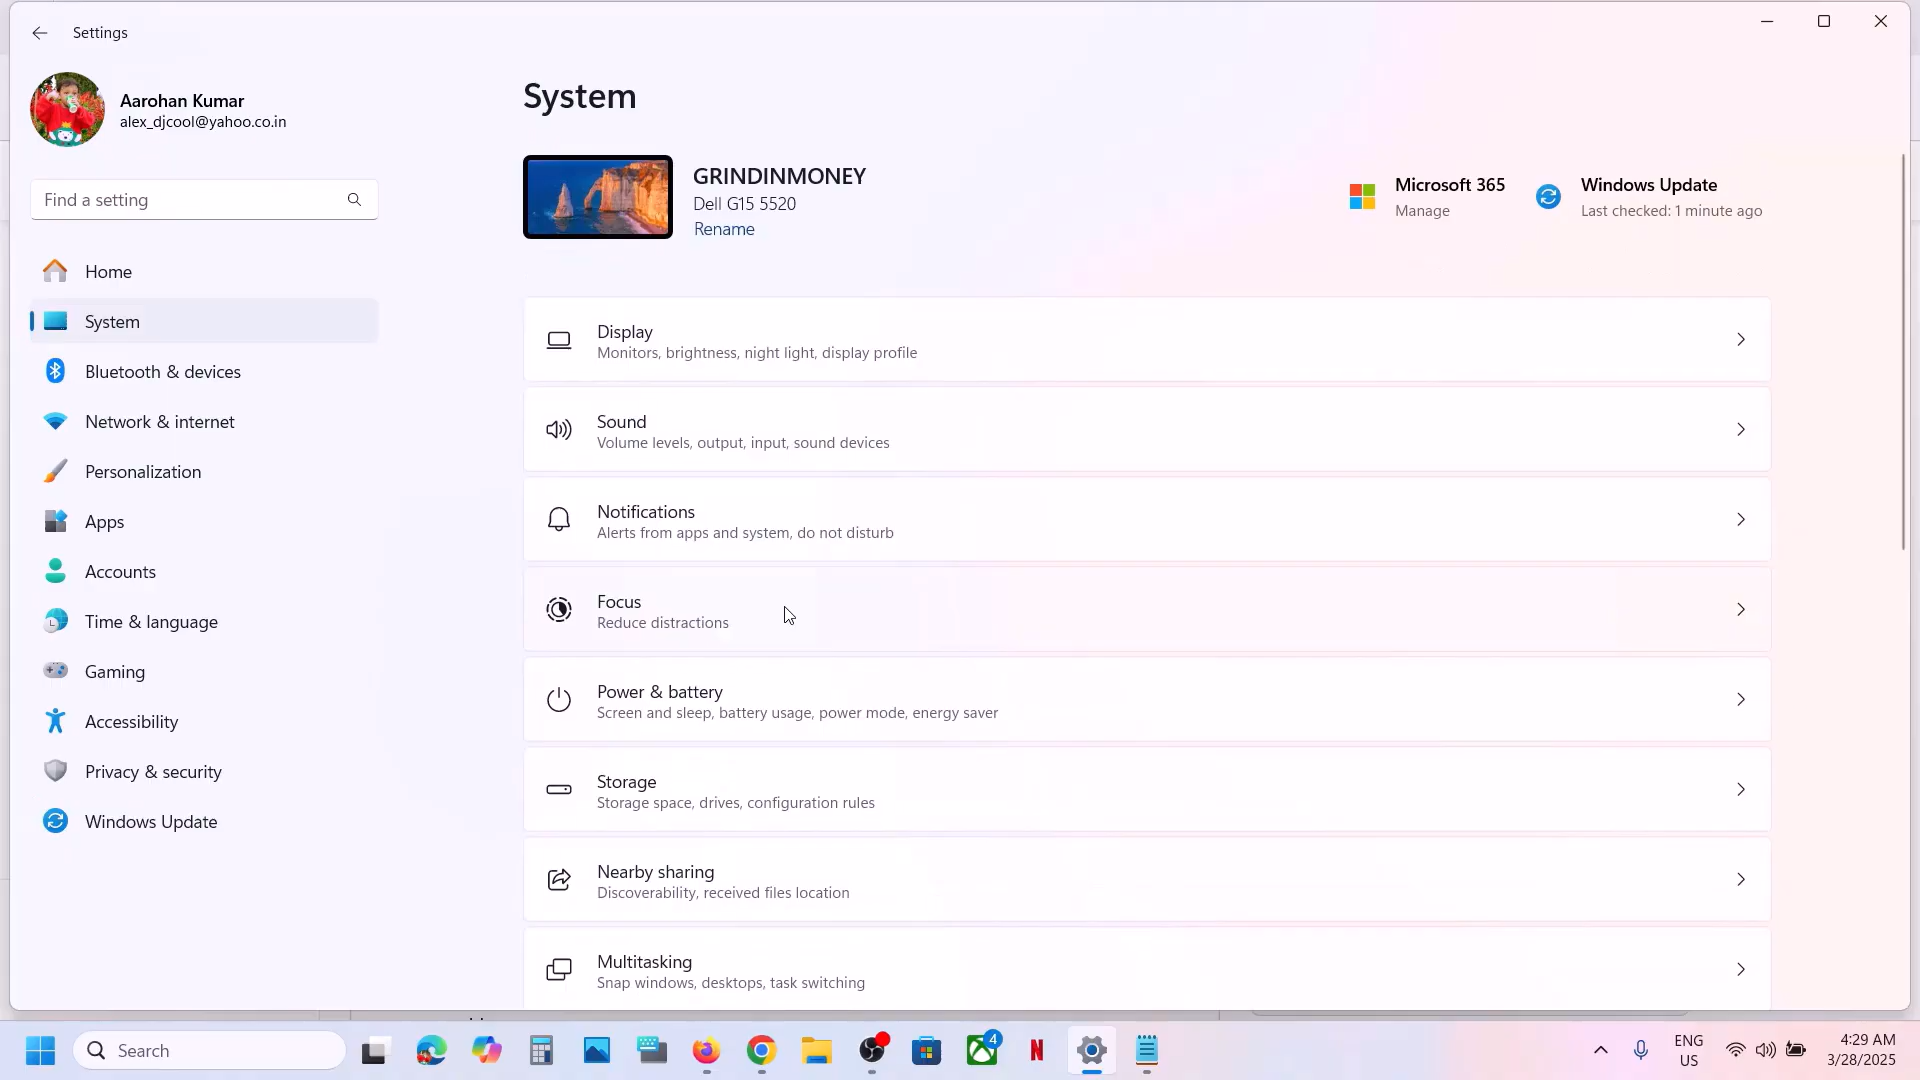 Settings
Aarohan Kumar
alex_djcool@yahoo.co.in
Find a setting
Home
System
Bluetooth & devices
Network & internet
Personalization
Apps
Accounts
Time & language
Gaming
Accessibility
Privacy & security
Windows Update
System
GRINDINMONEY
Dell G15 5520
Rename
Microsoft 365
Manage
Windows Update
Last checked: 1 minute ago
Display
Monitors, brightness, night light, display profile
Sound
Volume levels, output, input, sound devices
Notifications
Alerts from apps and system, do not disturb
Focus
Reduce distractions
Power & battery
Screen and sleep, battery usage, power mode, energy saver
Storage
Storage space, drives, configuration rules
Nearby sharing
Discoverability, received files location
Multitasking
Snap windows, desktops, task switching
Search
4
N
ENG
US
4:29 AM
3/28/2025